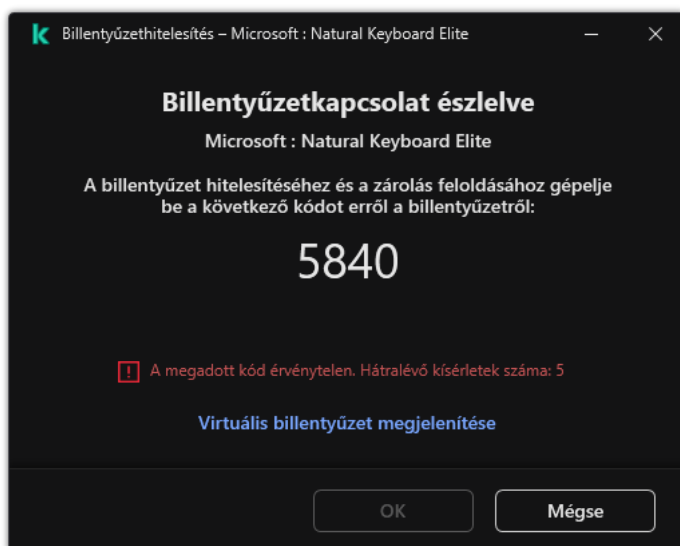 Billentyűzethitelesítés – Microsoft : Natural Keyboard Elite
Billentyűzetkapcsolat észlelve
Microsoft : Natural Keyboard Elite
A billentyűzet hitelesítéséhez és a zárolás feloldásához gépelje
be a következő kódot erről a billentyűzetről:
5840
A megadott kód érvénytelen. Hátralévő kísérletek száma: 5
Virtuális billentyűzet megjelenítése
OK
Mégse